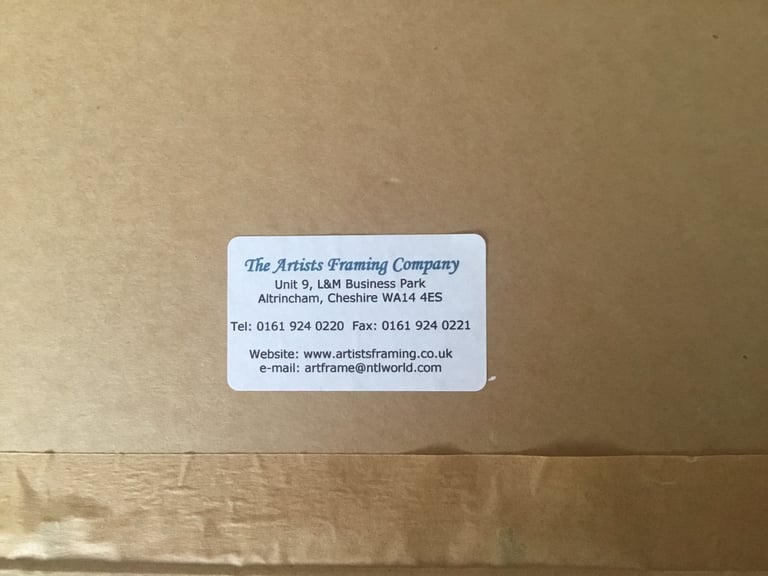 The Artists Framing Company
Unit 9, L&M Business Park
Altrincham, Cheshire WA14 4ES
Tel: 0161 924 0220 Fax: 0161 924 0221
Website: www.artistsframing.co.uk
e-mail: artframe@ntlworld.com